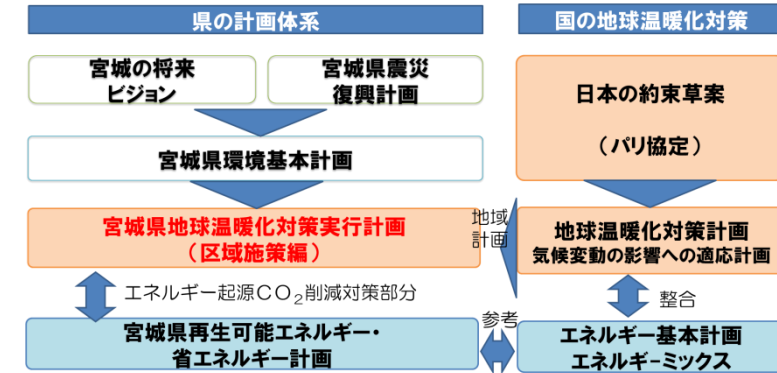 県の計画体系
国の地球温暖化対策
宮城の将来
ビジョン
宮城県震災
復興計画
日本の約束草案
（パリ協定）
宮城県環境基本計画
宮城県地球温暖化対策実行計画
（区域施策編）
地域
計画
地球温暖化対策計画
気候変動の影響への適応計画
エネルギー起源ＣＯ₂削減対策部分
整合
宮城県再生可能エネルギー・
省エネルギー計画
参考
エネルギー基本計画
エネルギーミックス